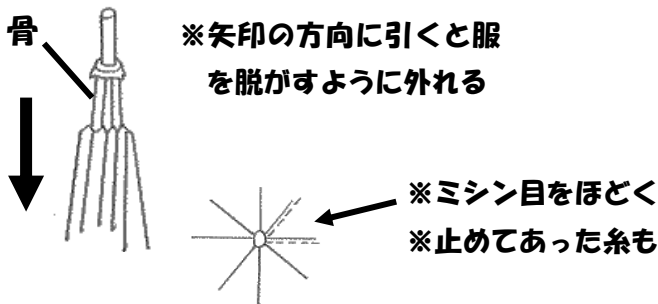 骨
※矢印の方向に引くと服
を脱がすように外れる
※ミシン目をほどく
※止めてあった糸も